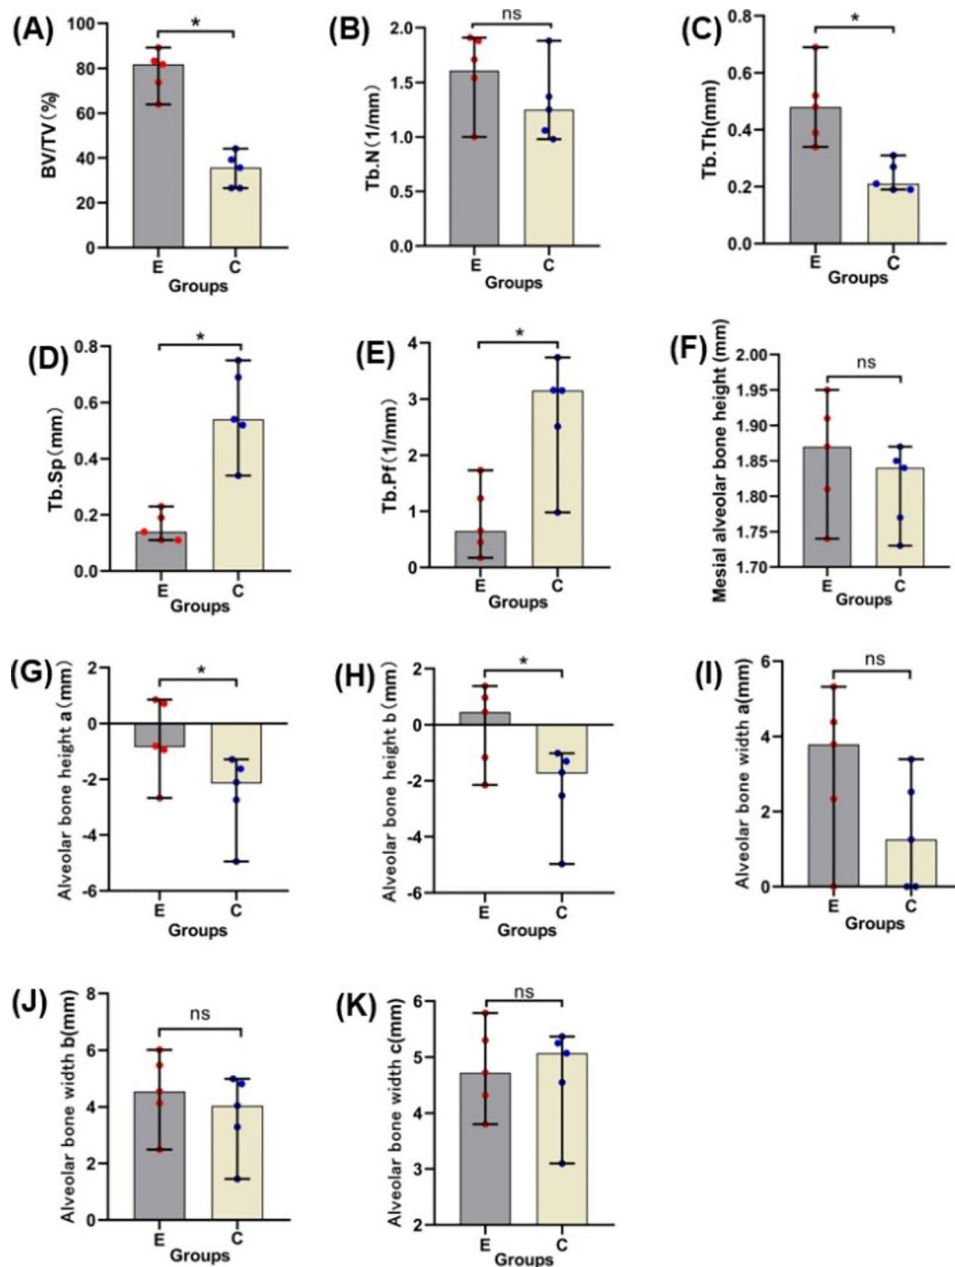 (A)
BV/TV(%)
100
80
60
40
20
0
*
E C
Groups
(B)
Tb.N(1/mm)
2.0
1.5
1.0
0.5
0.0
ns
E C
Groups
(C)
Tb.Th(mm)
0.8
0.6
0.4
0.2
0.0
*
E C
Groups
(D)
Tb.Sp(mm)
0.8
0.6
0.4
0.2
0.0
*
E C
Groups
(E)
Tb.Pf(1/mm)
4
3
2
1
0
*
E C
Groups
(F)
Mesial alveolar bone height (mm)
2.00
1.95
1.90
1.85
1.80
1.75
1.70
ns
E C
Groups
(G)
Alveolar bone height a(mm)
2
0
-2
-4
-6
*
E C
Groups
(H)
Alveolar bone height b(mm)
2
0
-2
-4
-6
*
E C
Groups
(I)
Alveolar bone width a(mm)
6
4
2
0
ns
E C
Groups
(J)
Alveolar bone width b(mm)
8
6
4
2
0
ns
E C
Groups
(K)
Alveolar bone width c(mm)
6
5
4
3
2
ns
E C
Groups